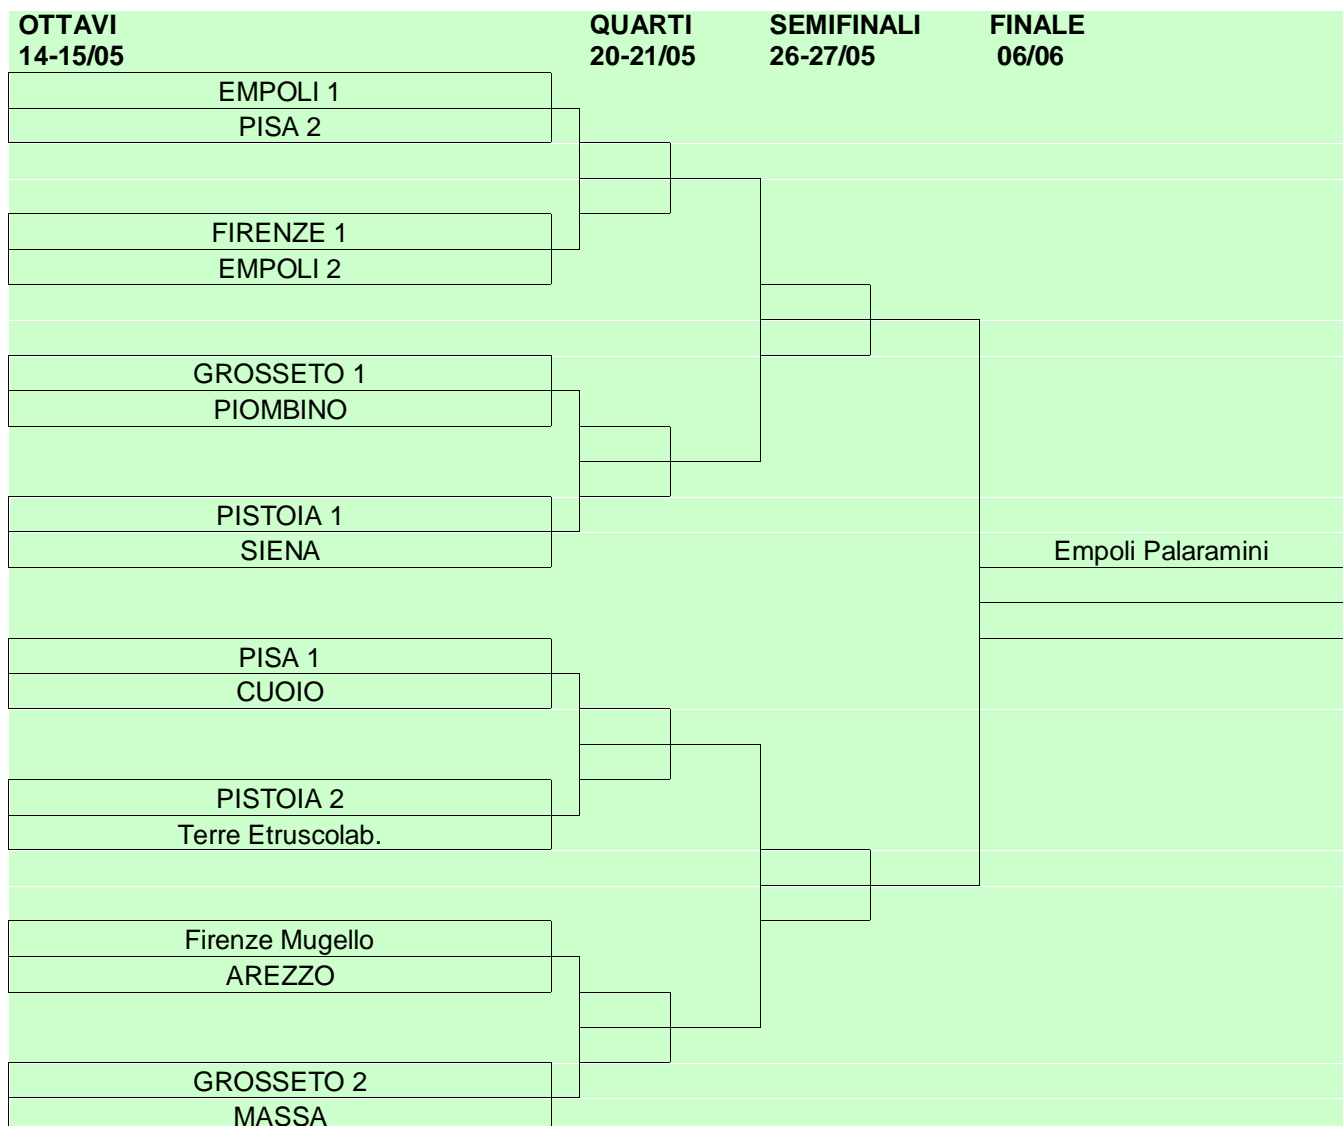 OTTAVI QUARTI SEMIFINALI FINALE
14-15/05 20-21/05 26-27/05 06/06
EMPOLI 1
PISA 2
FIRENZE 1
EMPOLI 2
GROSSETO 1
PIOMBINO
PISTOIA 1
SIENA
Empoli Palaramini
PISA 1
CUOIO
PISTOIA 2
Terre Etruscolab.
Firenze Mugello
AREZZO
GROSSETO 2
MASSA